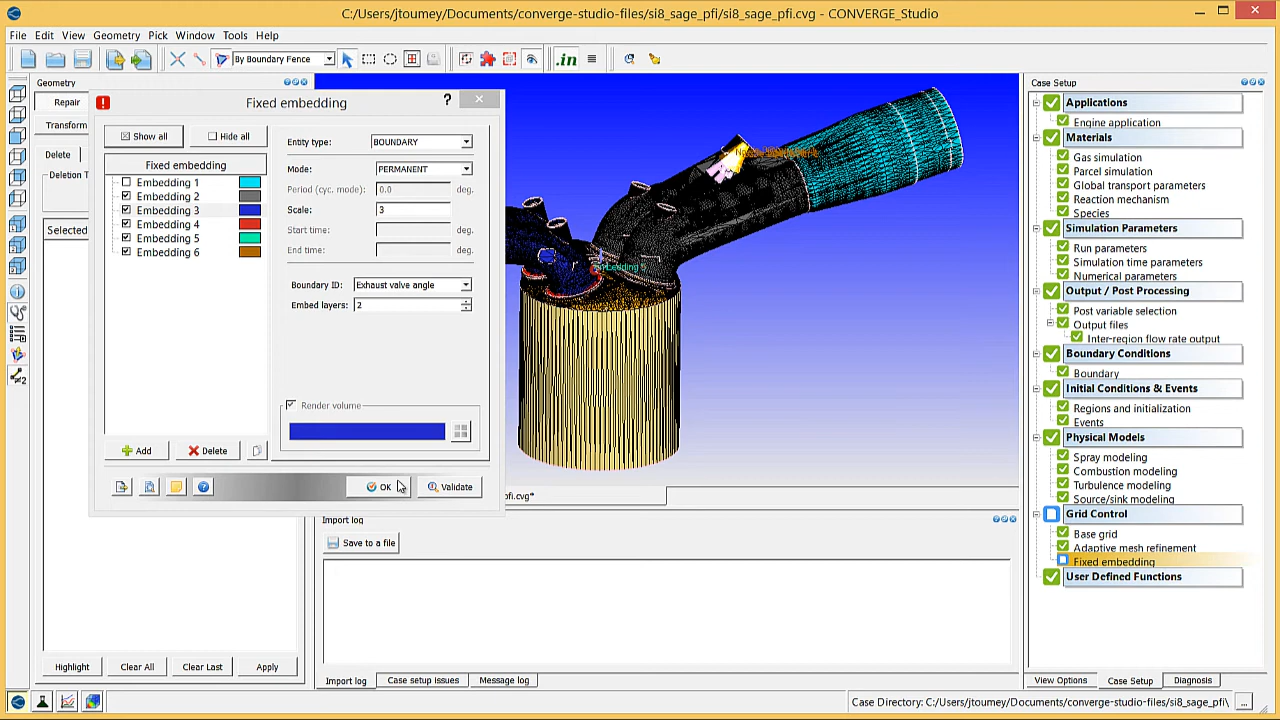 C:/Users/jtoumey/Documents/converge-studio-files/si8_sage_pfi/si8_sage_pfi.cvg - CONVERGE_Studio
File Edit View Geometry Pick Window Tools Help
By Boundary Fence
.in
Geometry
Repair
Transform
Delete
Deletion T
Selected
Highlight Clear All Clear Last Apply
Fixed embedding
?
Show all Hide all
Fixed embedding
Embedding 1
Embedding 2
Embedding 3
Embedding 4
Embedding 5
Embedding 6
Add Delete
Entity type: BOUNDARY
Mode: PERMANENT
Period (cyc. mode): 0.0 deg.
Scale: 3
Start time: deg.
End time: deg.
Boundary ID: Exhaust valve angle
Embed layers: 2
Render volume
OK Validate
pfi.cvg*
Import log
Save to a file
Import log Case setup issues Message log
Case Setup
Applications
Engine application
Materials
Gas simulation
Parcel simulation
Global transport parameters
Reaction mechanism
Species
Simulation Parameters
Run parameters
Simulation time parameters
Numerical parameters
Output / Post Processing
Post variable selection
Output files
Inter-region flow rate output
Boundary Conditions
Boundary
Initial Conditions & Events
Regions and initialization
Events
Physical Models
Spray modeling
Combustion modeling
Turbulence modeling
Source/sink modeling
Grid Control
Base grid
Adaptive mesh refinement
Fixed embedding
User Defined Functions
View Options Case Setup Diagnosis
Case Directory: C:/Users/jtoumey/Documents/converge-studio-files/si8_sage_pfi\ ...